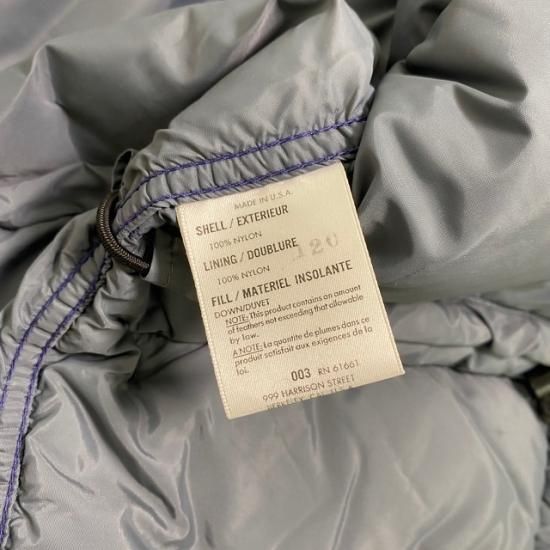 MADE IN U.S.A.
SHELL / EXTERIEUR
100% NYLON
LINING / DOUBLURE
120
100% NYLON
FILL / MATERIEL INSOLANTE
DOWN/DUVET
NOTE: This product contains an amount
of feathers not exceeding that allowable
by law.
A NOTE: La quantite de plumes dans ce
produit satisfait aux exigences de la
loi.
003 RN 61661
999 HARRISON STREET
BERKELEY, CAL. U.S.A.